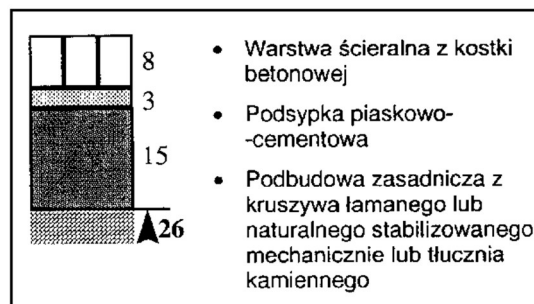 8
3
15
26
• Warstwa ścieralna z kostki
betonowej
• Podsypka piaskowo-
-cementowa
• Podbudowa zasadnicza z
kruszywa łamanego lub
naturalnego stabilizowanego
mechanicznie lub tłucznia
kamiennego